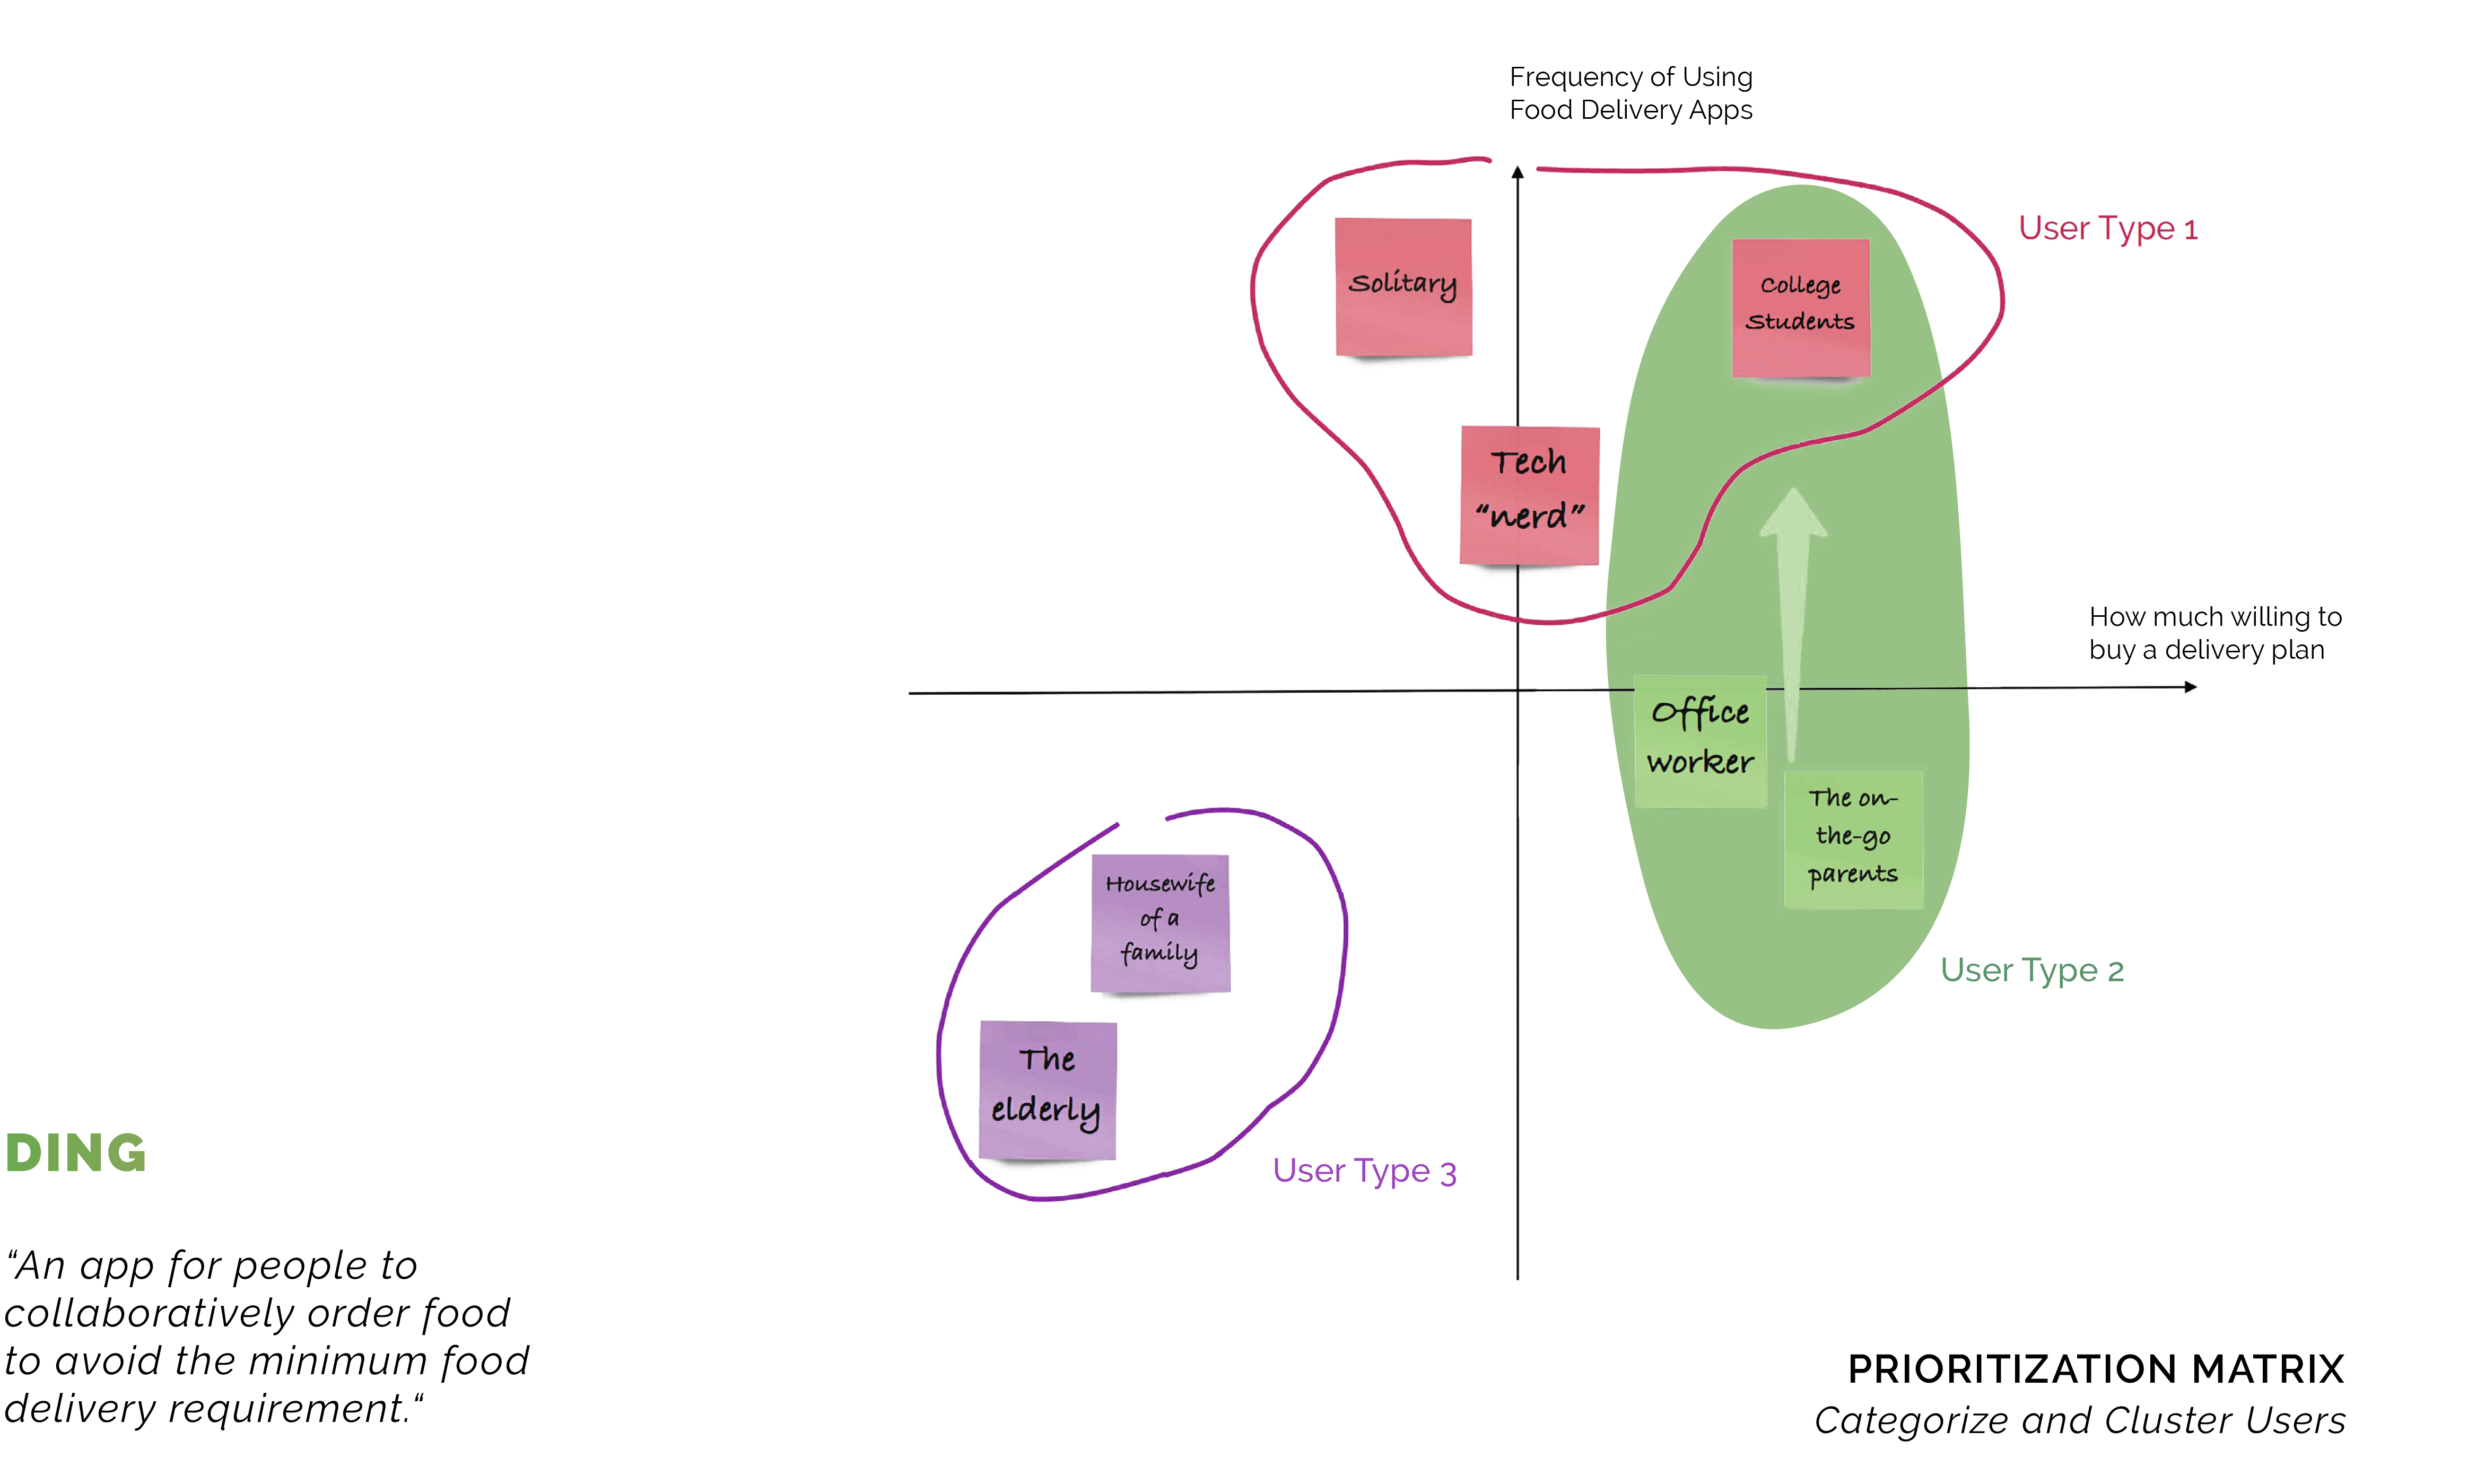 Frequency of Using
Food Delivery Apps
User Type 1
Solitary
College
Students
Tech
“nerd”
How much willing to
buy a delivery plan
Office
worker
The on-
the-go
parents
User Type 2
Housewife
of a
family
The
elderly
User Type 3
DING
“An app for people to
collaboratively order food
to avoid the minimum food
delivery requirement.“
PRIORITIZATION MATRIX
Categorize and Cluster Users